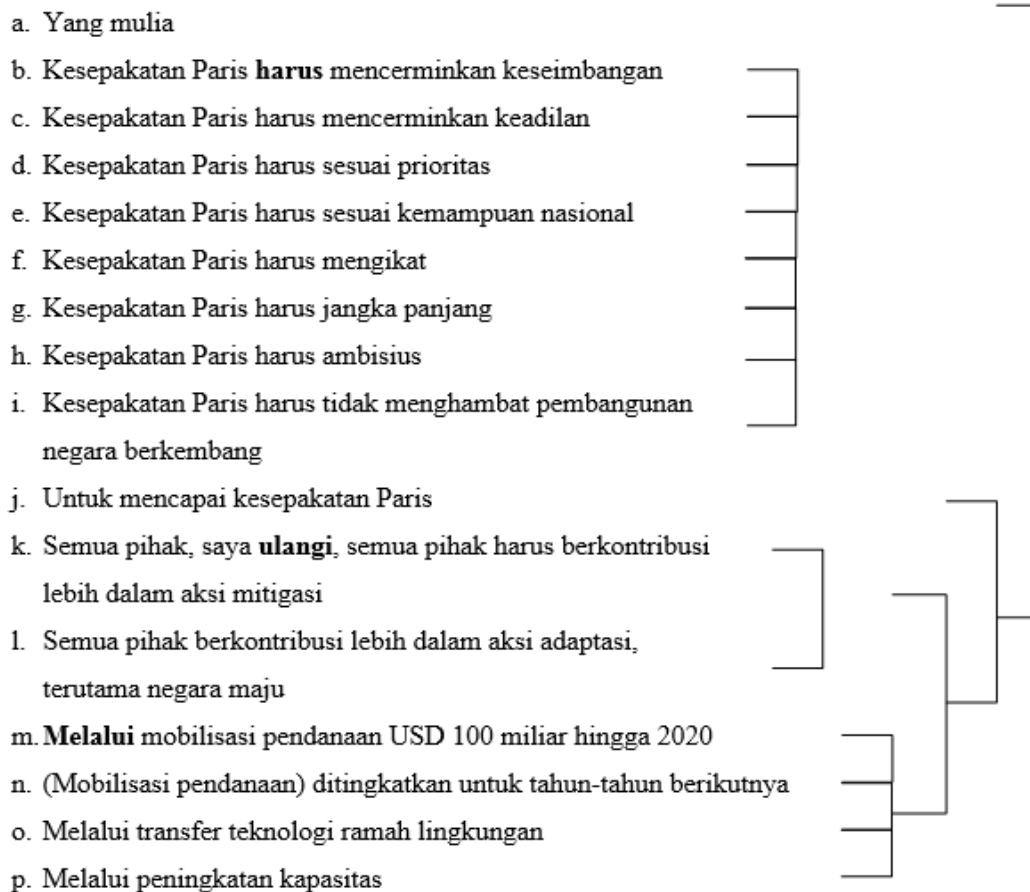 a. Yang mulia
b. Kesepakatan Paris harus mencerminkan keseimbangan
c. Kesepakatan Paris harus mencerminkan keadilan
d. Kesepakatan Paris harus sesuai prioritas
e. Kesepakatan Paris harus sesuai kemampuan nasional
f. Kesepakatan Paris harus mengikat
g. Kesepakatan Paris harus jangka panjang
h. Kesepakatan Paris harus ambisius
i. Kesepakatan Paris harus tidak menghambat pembangunan
negara berkembang
j. Untuk mencapai kesepakatan Paris
k. Semua pihak, saya ulangi, semua pihak harus berkontribusi
lebih dalam aksi mitigasi
l. Semua pihak berkontribusi lebih dalam aksi adaptasi,
terutama negara maju
m. Melalui mobilisasi pendanaan USD 100 miliar hingga 2020
n. (Mobilisasi pendanaan) ditingkatkan untuk tahun-tahun berikutnya
o. Melalui transfer teknologi ramah lingkungan
p. Melalui peningkatan kapasitas